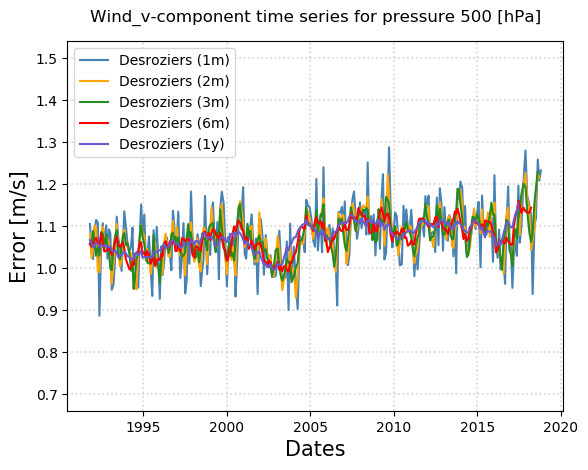 Wind_v-component time series for pressure 500 [hPa]
Desroziers (1m)
Desroziers (2m)
Desroziers (3m)
Desroziers (6m)
Desroziers (1y)
Error [m/s]
1.5
1.4
1.3
1.2
1.1
1.0
0.9
0.8
0.7
1995 2000 2005 2010 2015 2020
Dates